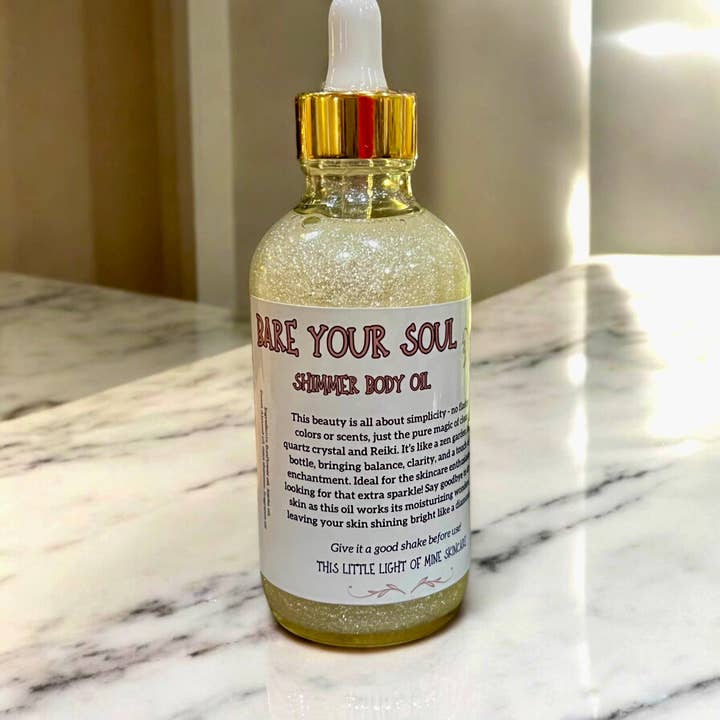 BARE YOUR SOUL
SHIMMER BODY OIL
This beauty is all about simplicity - no
colors or scents, just the pure magic of
quartz crystal and Reiki. It's like a zen garden
bottle, bringing balance, clarity, and a touch
enchantment. Ideal for the skincare
looking for that extra sparkle! Say goodbye
skin as this oil works its moisturizing
leaving your skin shining bright like a
Give it a good shake before use!
THIS LITTLE LIGHT OF MINE SKINCARE